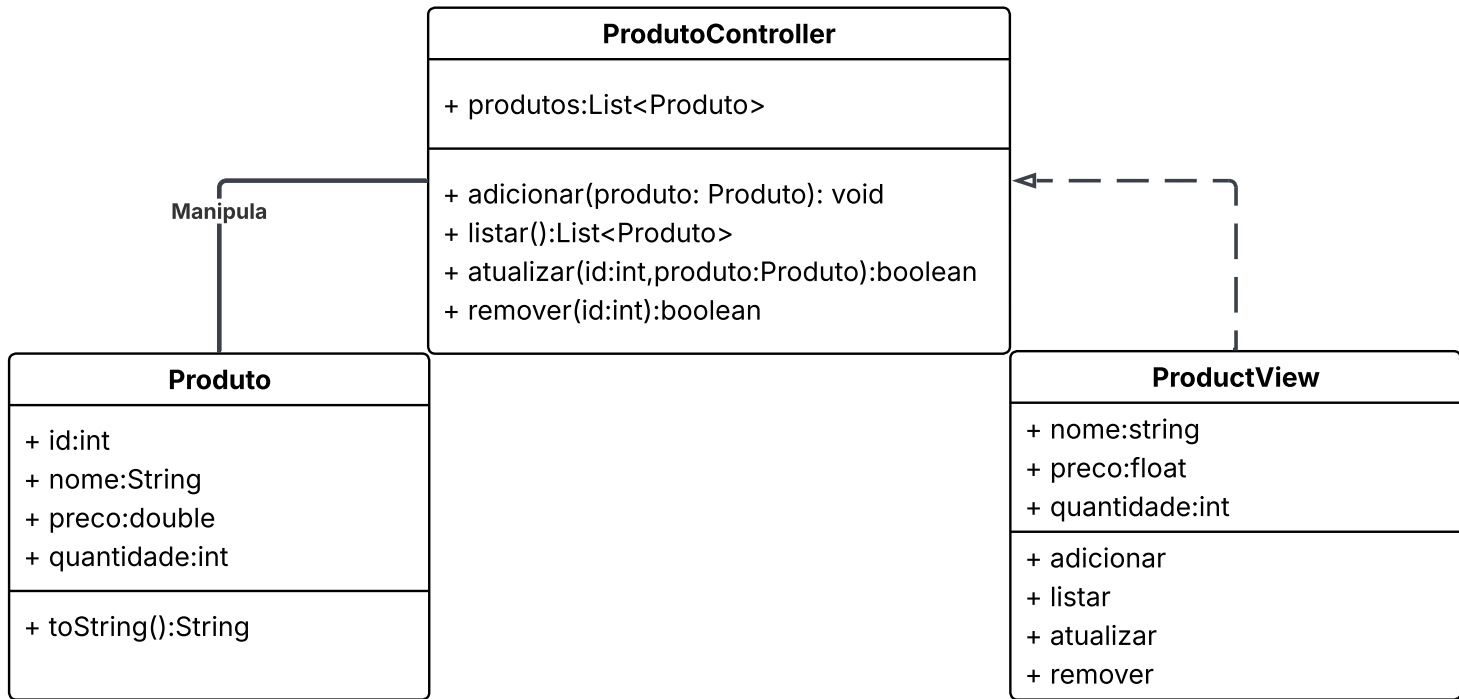 ProdutoController
+ produtos:List<Produto>
+ adicionar(produto: Produto): void
+ listar():List<Produto>
+ atualizar(id:int,produto:Produto):boolean
+ remover(id:int):boolean
Manipula
Produto
+ id:int
+ nome:String
+ preco:double
+ quantidade:int
+ toString():String
ProductView
+ nome:string
+ preco:float
+ quantidade:int
+ adicionar
+ listar
+ atualizar
+ remover